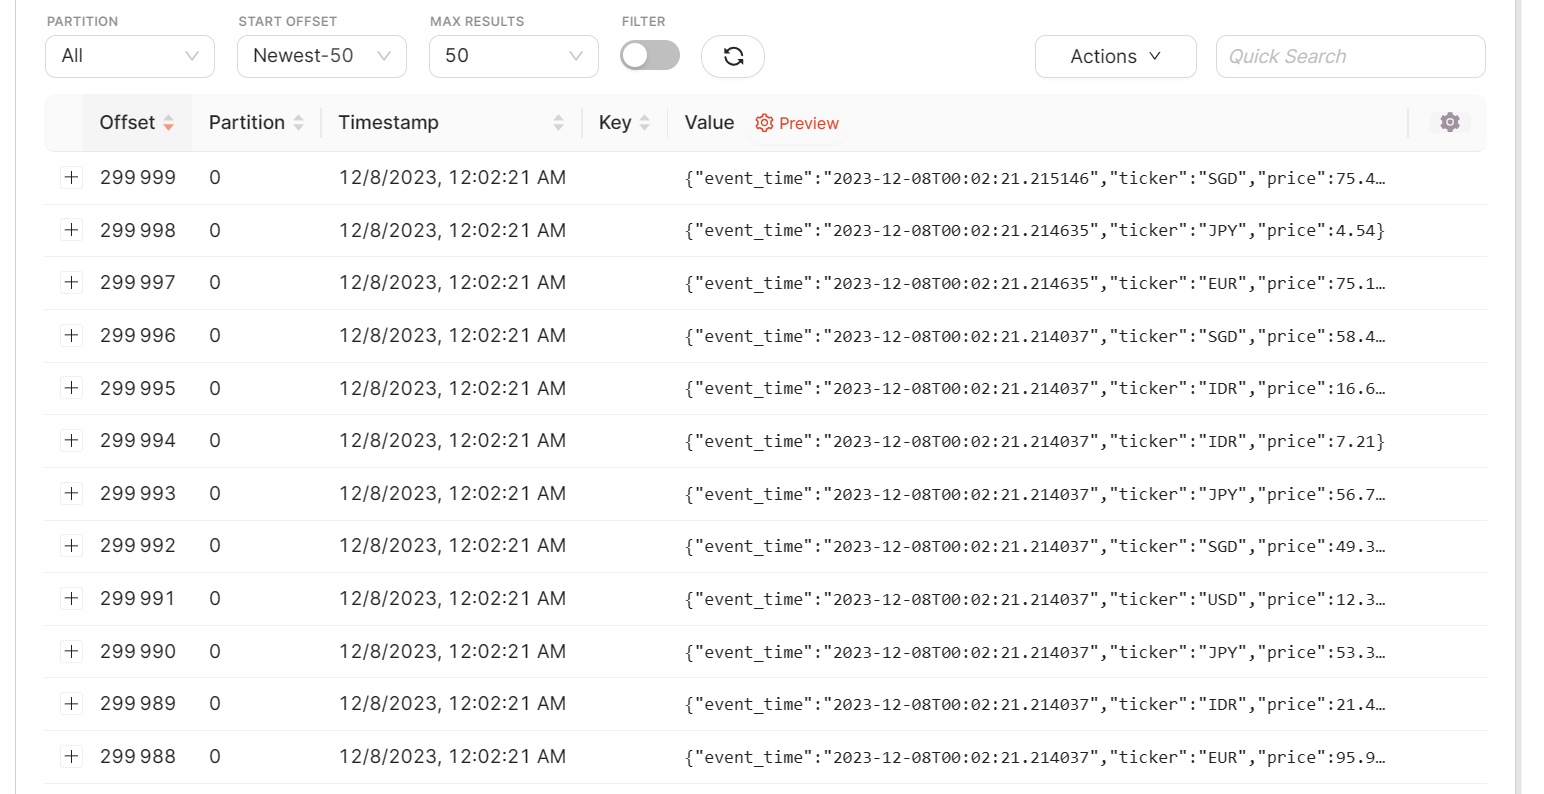 PARTITION START OFFSET MAX RESULTS FILTER
All Newest-50 50 Actions Quick Search
Offset Partition Timestamp Key Value Preview
299 999 0 12/8/2023, 12:02:21 AM {"event_time":"2023-12-08T00:02:21.215146","ticker":"SGD","price":75.4…
299 998 0 12/8/2023, 12:02:21 AM {"event_time":"2023-12-08T00:02:21.214635","ticker":"JPY","price":4.54}
299 997 0 12/8/2023, 12:02:21 AM {"event_time":"2023-12-08T00:02:21.214635","ticker":"EUR","price":75.1…
299 996 0 12/8/2023, 12:02:21 AM {"event_time":"2023-12-08T00:02:21.214037","ticker":"SGD","price":58.4…
299 995 0 12/8/2023, 12:02:21 AM {"event_time":"2023-12-08T00:02:21.214037","ticker":"IDR","price":16.6…
299 994 0 12/8/2023, 12:02:21 AM {"event_time":"2023-12-08T00:02:21.214037","ticker":"IDR","price":7.21}
299 993 0 12/8/2023, 12:02:21 AM {"event_time":"2023-12-08T00:02:21.214037","ticker":"JPY","price":56.7…
299 992 0 12/8/2023, 12:02:21 AM {"event_time":"2023-12-08T00:02:21.214037","ticker":"SGD","price":49.3…
299 991 0 12/8/2023, 12:02:21 AM {"event_time":"2023-12-08T00:02:21.214037","ticker":"USD","price":12.3…
299 990 0 12/8/2023, 12:02:21 AM {"event_time":"2023-12-08T00:02:21.214037","ticker":"JPY","price":53.3…
299 989 0 12/8/2023, 12:02:21 AM {"event_time":"2023-12-08T00:02:21.214037","ticker":"IDR","price":21.4…
299 988 0 12/8/2023, 12:02:21 AM {"event_time":"2023-12-08T00:02:21.214037","ticker":"EUR","price":95.9…